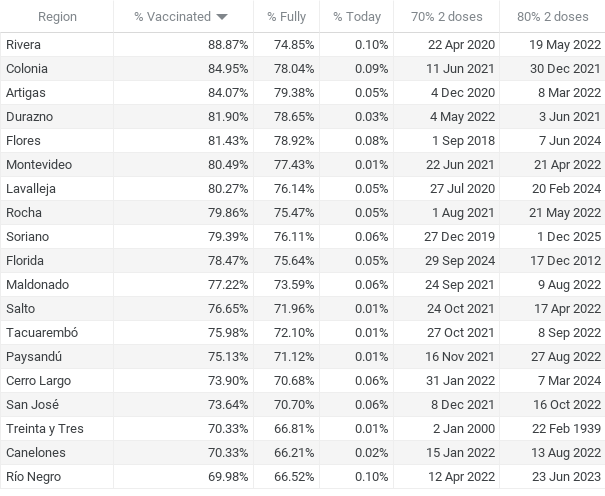 Region % Vaccinated % Fully % Today 70% 2 doses 80% 2 doses
Rivera 88.87% 74.85% 0.10% 22 Apr 2020 19 May 2022
Colonia 84.95% 78.04% 0.09% 11 Jun 2021 30 Dec 2021
Artigas 84.07% 79.38% 0.05% 4 Dec 2020 8 Mar 2022
Durazno 81.90% 78.65% 0.03% 4 May 2022 3 Jun 2021
Flores 81.43% 78.92% 0.08% 1 Sep 2018 7 Jun 2024
Montevideo 80.49% 77.43% 0.01% 22 Jun 2021 21 Apr 2022
Lavalleja 80.27% 76.14% 0.05% 27 Jul 2020 20 Feb 2024
Rocha 79.86% 75.47% 0.05% 1 Aug 2021 21 May 2022
Soriano 79.39% 76.11% 0.06% 27 Dec 2019 1 Dec 2025
Florida 78.47% 75.64% 0.05% 29 Sep 2024 17 Dec 2012
Maldonado 77.22% 73.59% 0.06% 24 Sep 2021 9 Aug 2022
Salto 76.65% 71.96% 0.01% 24 Oct 2021 17 Apr 2022
Tacuarembó 75.98% 72.10% 0.01% 27 Oct 2021 8 Sep 2022
Paysandú 75.13% 71.12% 0.01% 16 Nov 2021 27 Aug 2022
Cerro Largo 73.90% 70.68% 0.06% 31 Jan 2022 7 Mar 2024
San José 73.64% 70.70% 0.06% 8 Dec 2021 16 Oct 2022
Treinta y Tres 70.33% 66.81% 0.01% 2 Jan 2000 22 Feb 1939
Canelones 70.33% 66.21% 0.02% 15 Jan 2022 13 Aug 2022
Río Negro 69.98% 66.52% 0.10% 12 Apr 2022 23 Jun 2023